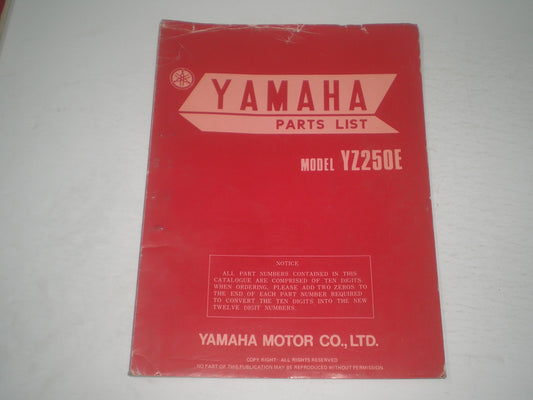 YAMAHA
PARTS LIST
MODEL YZ250E
NOTICE
ALL PART NUMBERS CONTAINED IN THIS
CATALOGUE ARE COMPRISED OF TEN DIGITS.
WHEN ORDERING, PLEASE ADD TWO ZEROS TO
THE END OF EACH PART NUMBER REQUIRED
TO CONVERT THE TEN DIGITS INTO THE NEW
TWELVE DIGIT NUMBERS.
YAMAHA MOTOR CO., LTD.
COPY RIGHT · ALL RIGHTS RESERVED
NO PART OF THIS PUBLICATION MAY BE REPRODUCED WITHOUT PERMISSION